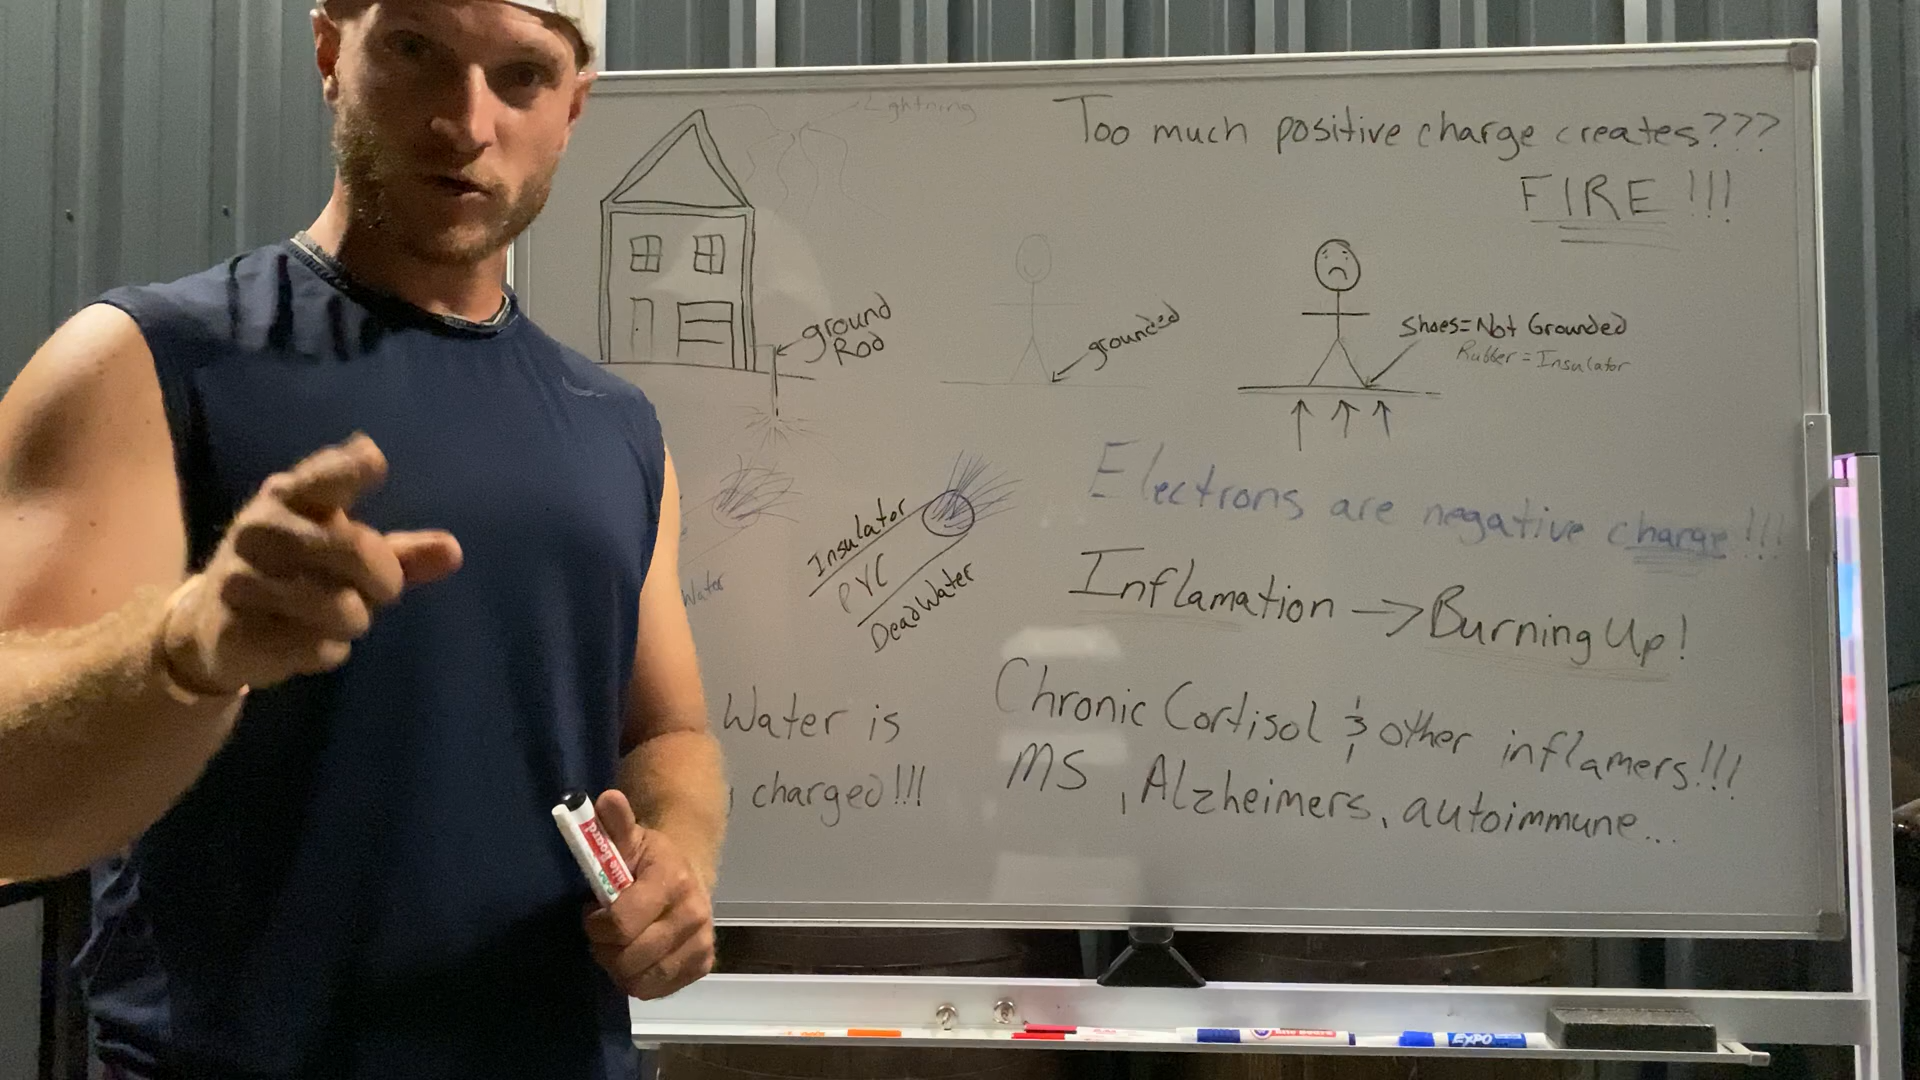 Lightning
Too much positive charge creates???
FIRE!!!
ground
Rod
grounded
Shoes=Not Grounded
Rubber = Insulator
Electrons are negative charge!!!
Insulator
PVC
Dead Water
Water
Inflamation → Burning Up!
Water is
charged!!!
Chronic Cortisol & other inflamers!!!
MS, Alzheimers, autoimmune...
EXPO